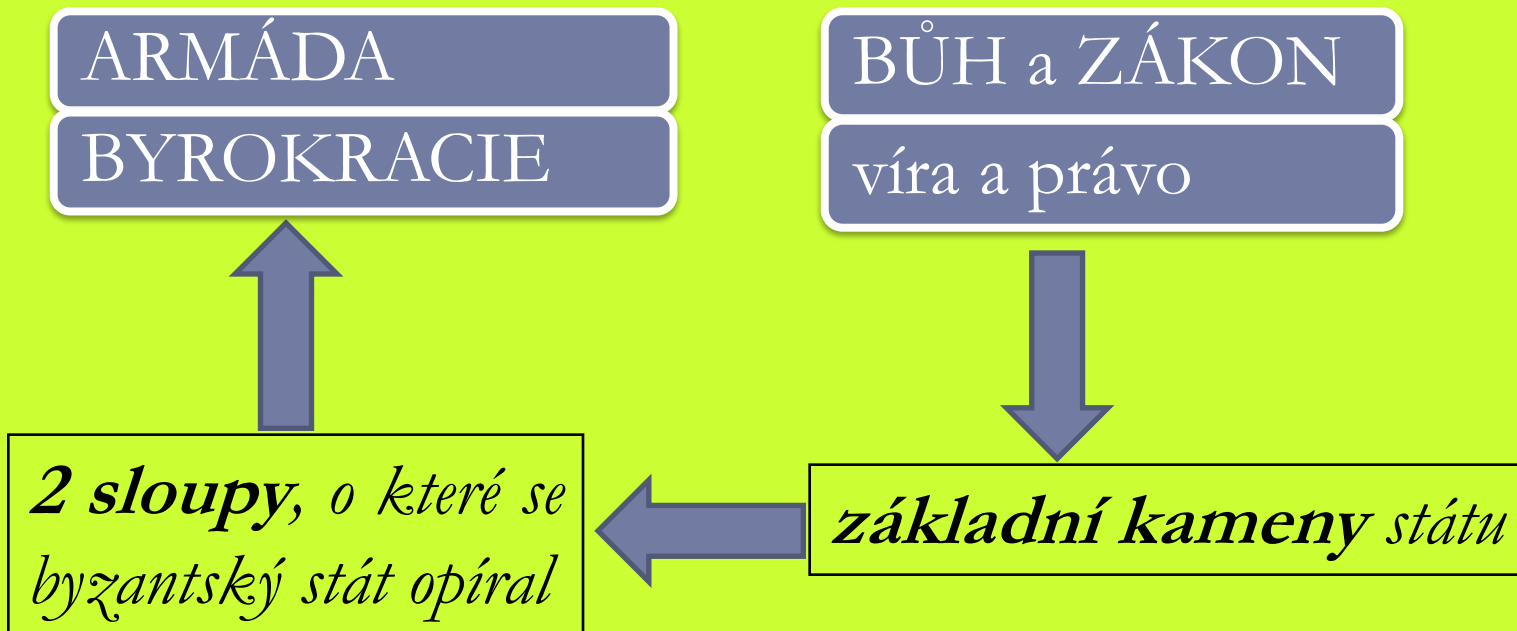 ARMÁDA
BYROKRACIE
BŮH a ZÁKON
víra a právo
2 sloupy, o které se
byzantský stát opíral
základní kameny státu